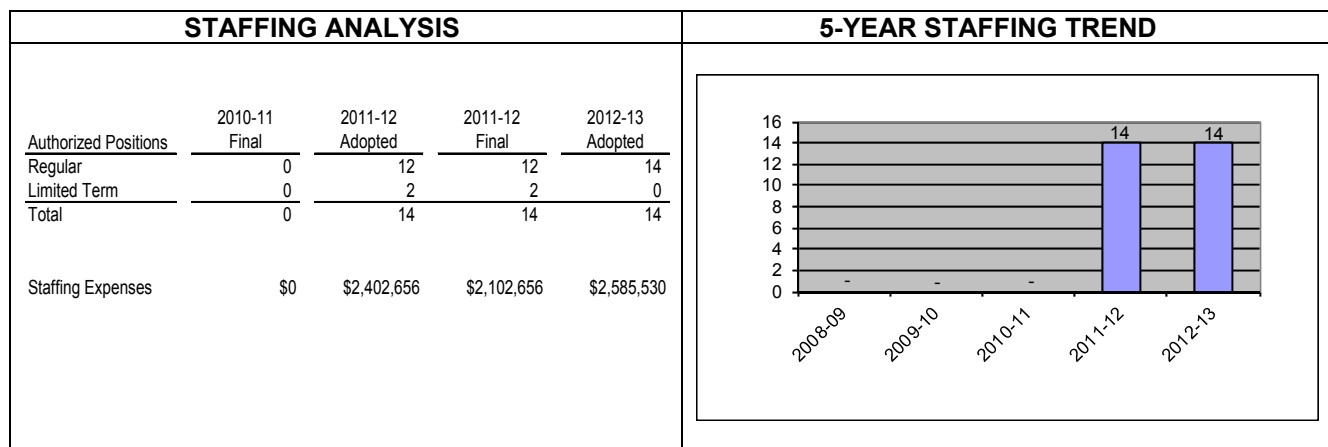 STAFFING ANALYSIS
2010-11 2011-12 2011-12 2012-13
Authorized Positions Final Adopted Final Adopted
Regular 0 12 12 14
Limited Term 0 2 2 0
Total 0 14 14 14
Staffing Expenses $0 $2,402,656 $2,102,656 $2,585,530
5-YEAR STAFFING TREND
16
14
12
10
8
6
4
2
0
- - - 14 14
2008-09 2009-10 2010-11 2011-12 2012-13